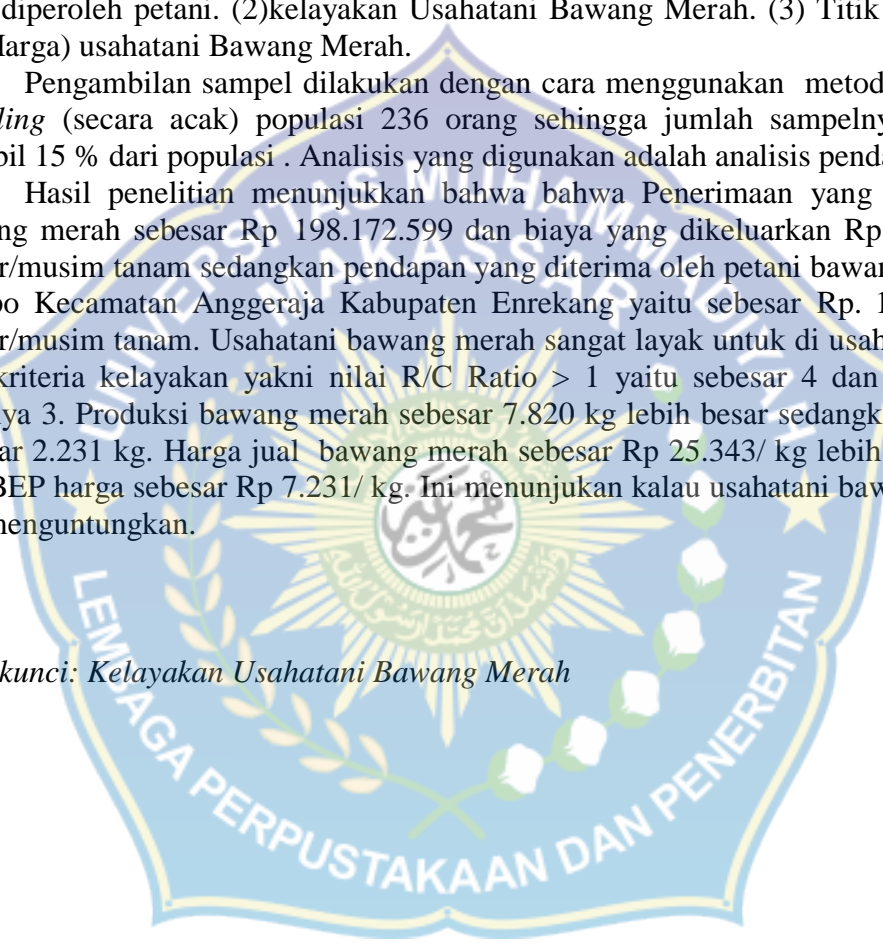 diperoleh petani. (2)kelayakan Usahatani Bawang Merah. (3) Titik
Harga) usahatani Bawang Merah.
Pengambilan sampel dilakukan dengan cara menggunakan metod
ling (secara acak) populasi 236 orang sehingga jumlah sampelny
bil 15 % dari populasi . Analisis yang digunakan adalah analisis penda
Hasil penelitian menunjukkan bahwa bahwa Penerimaan yang
ng merah sebesar Rp 198.172.599 dan biaya yang dikeluarkan Rp
r/musim tanam sedangkan pendapan yang diterima oleh petani bawan
oo Kecamatan Anggeraja Kabupaten Enrekang yaitu sebesar Rp. 1
r/musim tanam. Usahatani bawang merah sangat layak untuk di usah
kriteria kelayakan yakni nilai R/C Ratio > 1 yaitu sebesar 4 dan
ya 3. Produksi bawang merah sebesar 7.820 kg lebih besar sedangk
ar 2.231 kg. Harga jual bawang merah sebesar Rp 25.343/ kg lebih
BEP harga sebesar Rp 7.231/ kg. Ini menunjukan kalau usahatani baw
nenguntungkan.
kunci: Kelayakan Usahatani Bawang Merah
UNIVERSITAS MUHAMMADIYAH
MAKASSAR
LEMBAGA PERPUSTAKAAN DAN PENERBITAN